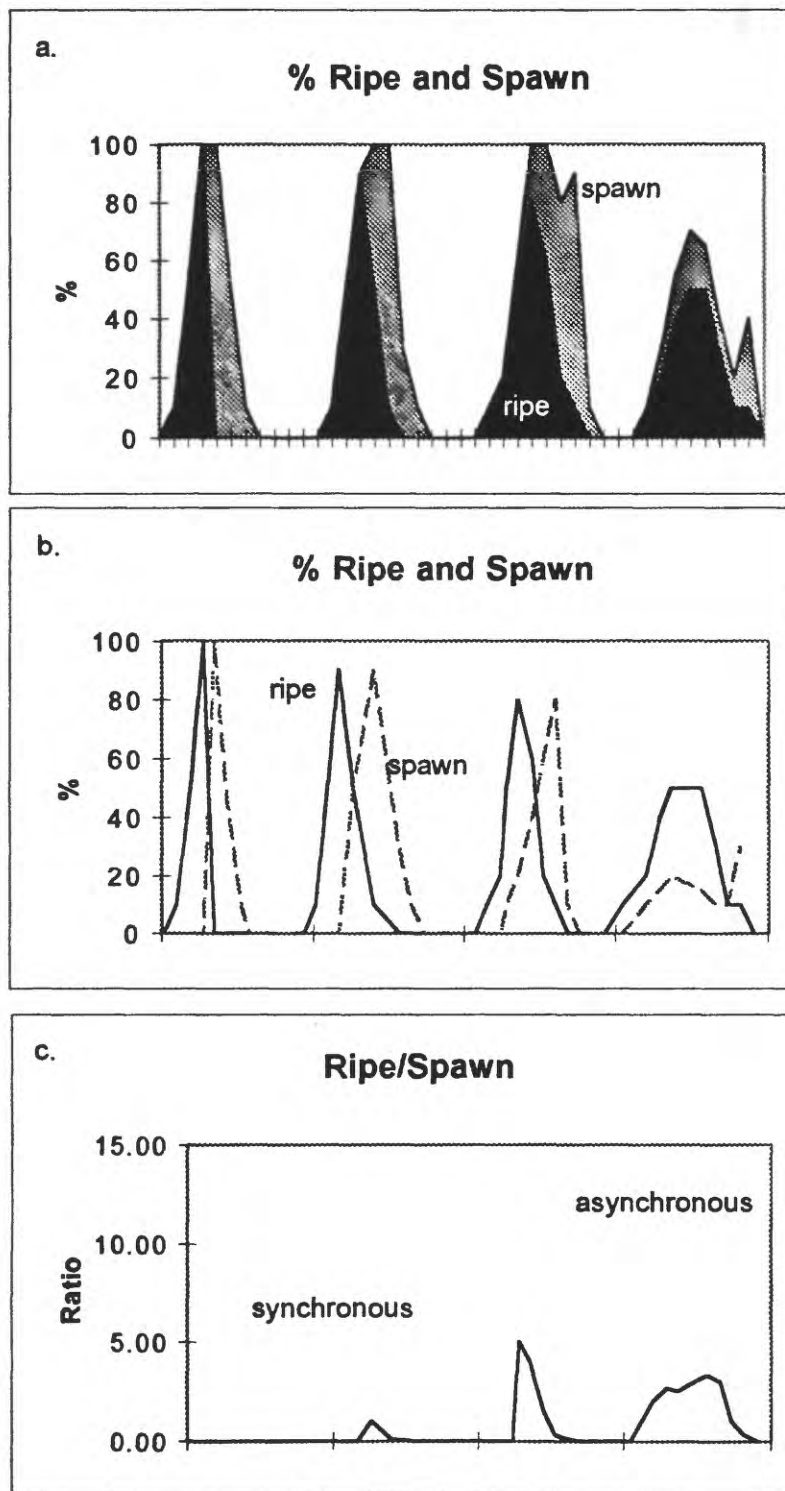 a.
% Ripe and Spawn
100
80
60
40
20
0
%
spawn
ripe
b.
% Ripe and Spawn
100
80
60
40
20
0
%
ripe
spawn
c.
Ripe/Spawn
15.00
10.00
5.00
0.00
Ratio
asynchronous
synchronous